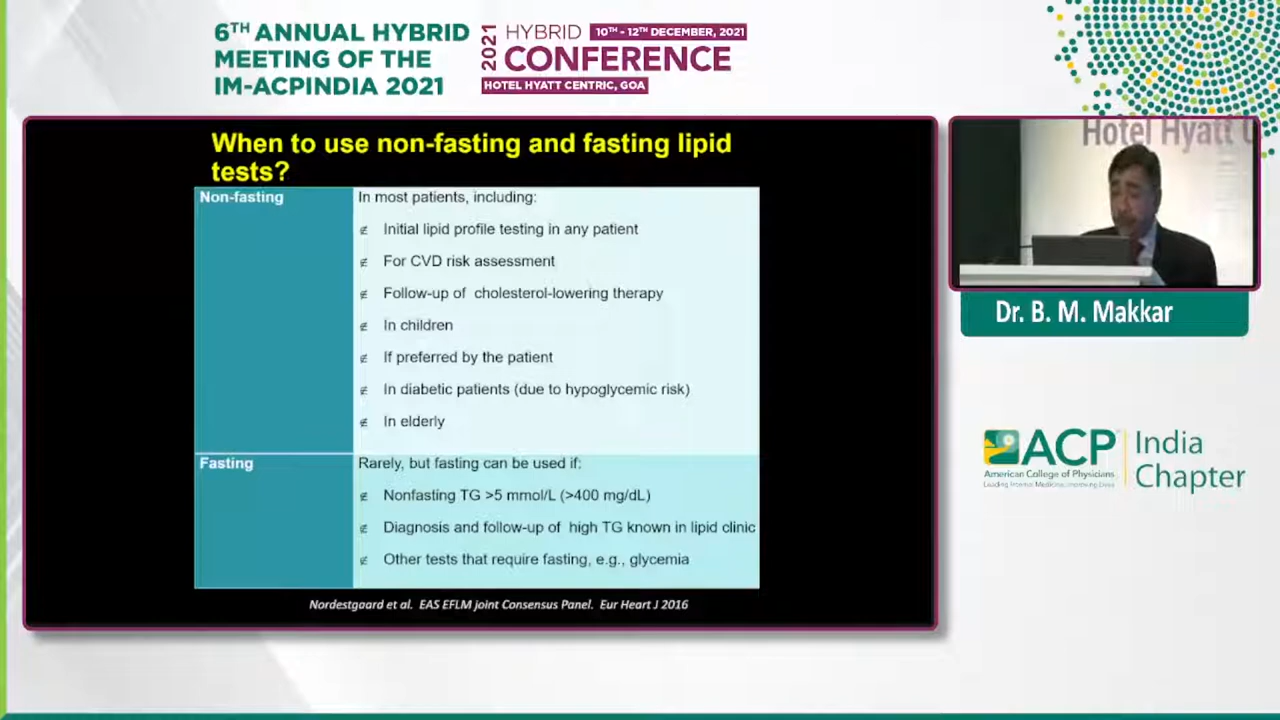 6TH ANNUAL HYBRID
MEETING OF THE
IM-ACPINDIA 2021
2021
HYBRID 10TH - 12TH DECEMBER, 2021
CONFERENCE
HOTEL HYATT CENTRIC, GOA
When to use non-fasting and fasting lipid
tests?
Non-fasting
In most patients, including:
∉ Initial lipid profile testing in any patient
∉ For CVD risk assessment
∉ Follow-up of cholesterol-lowering therapy
∉ In children
∉ If preferred by the patient
∉ In diabetic patients (due to hypoglycemic risk)
∉ In elderly
Fasting
Rarely, but fasting can be used if:
∉ Nonfasting TG >5 mmol/L (>400 mg/dL)
∉ Diagnosis and follow-up of high TG known in lipid clinic
∉ Other tests that require fasting, e.g., glycemia
Nordestgaard et al. EAS EFLM joint Consensus Panel. Eur Heart J 2016
Hotel Hyatt
Dr. B. M. Makkar
ACP
American College of Physicians
Leading Internal Medicine, Improving Lives
India
Chapter